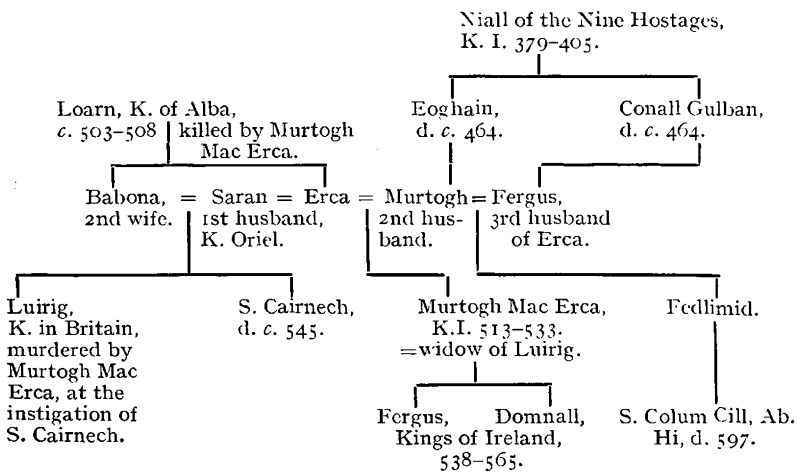 Niall of the Nine Hostages,
K. I. 379–405.
Loarn, K. of Alba,
c. 503–508 killed by Murtogh
Mac Erca.
Eoghain,
d. c. 464.
Conall Gulban,
d. c. 464.
Babona, = Saran = Erca = Murtogh = Fergus,
2nd wife. 1st husband, 2nd hus- 3rd husband
K. Oriel. band. of Erca.
Luirig,
K. in Britain,
murdered by
Murtogh Mac
Erca, at the
instigation of
S. Cairnech.
S. Cairnech,
d. c. 545.
Murtogh Mac Erca,
K.I. 513–533.
=widow of Luirig.
Fedlimid.
Fergus, Domnall,
Kings of Ireland,
538–565.
S. Colum Cill, Ab.
Hi, d. 597.